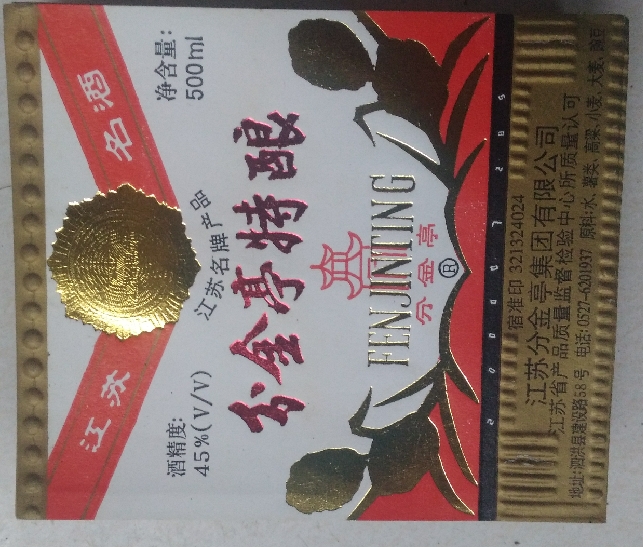 江苏 名酒
酒精度:
45%(V/V)
净含量:
500ml
江苏名牌产品
分金亭特酿
FENJINTING
分金亭®
宿准印 321324024
江苏分金亭集团有限公司
江苏省产品质量监督检验中心所质量认可
地址:泗洪县建设路58号 电话:0527-6201937 原料:水、薯类、高粱、小麦、大麦、豌豆